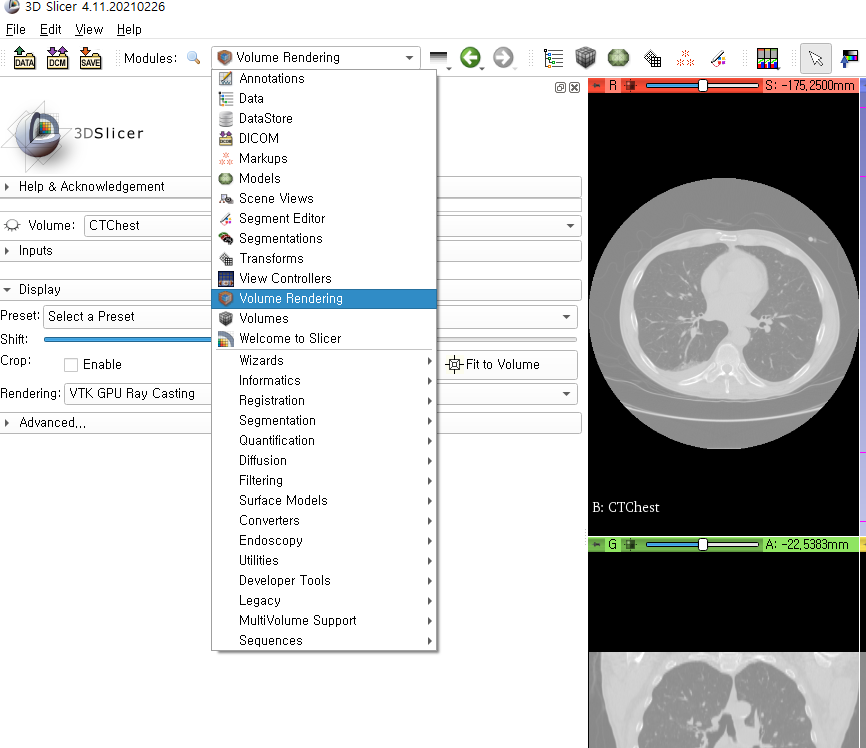 3D Slicer 4.11.20210226
File Edit View Help
DATA DCM SAVE Modules: Volume Rendering
3DSlicer
Help & Acknowledgement
Volume: CTChest
Inputs
Display
Preset: Select a Preset
Shift:
Crop: Enable Fit to Volume
Rendering: VTK GPU Ray Casting
Advanced...
Annotations
Data
DataStore
DICOM
Markups
Models
Scene Views
Segment Editor
Segmentations
Transforms
View Controllers
Volume Rendering
Volumes
Welcome to Slicer
Wizards
Informatics
Registration
Segmentation
Quantification
Diffusion
Filtering
Surface Models
Converters
Endoscopy
Utilities
Developer Tools
Legacy
MultiVolume Support
Sequences
R S: -175.2500mm
B: CTChest
G A: -22.5383mm